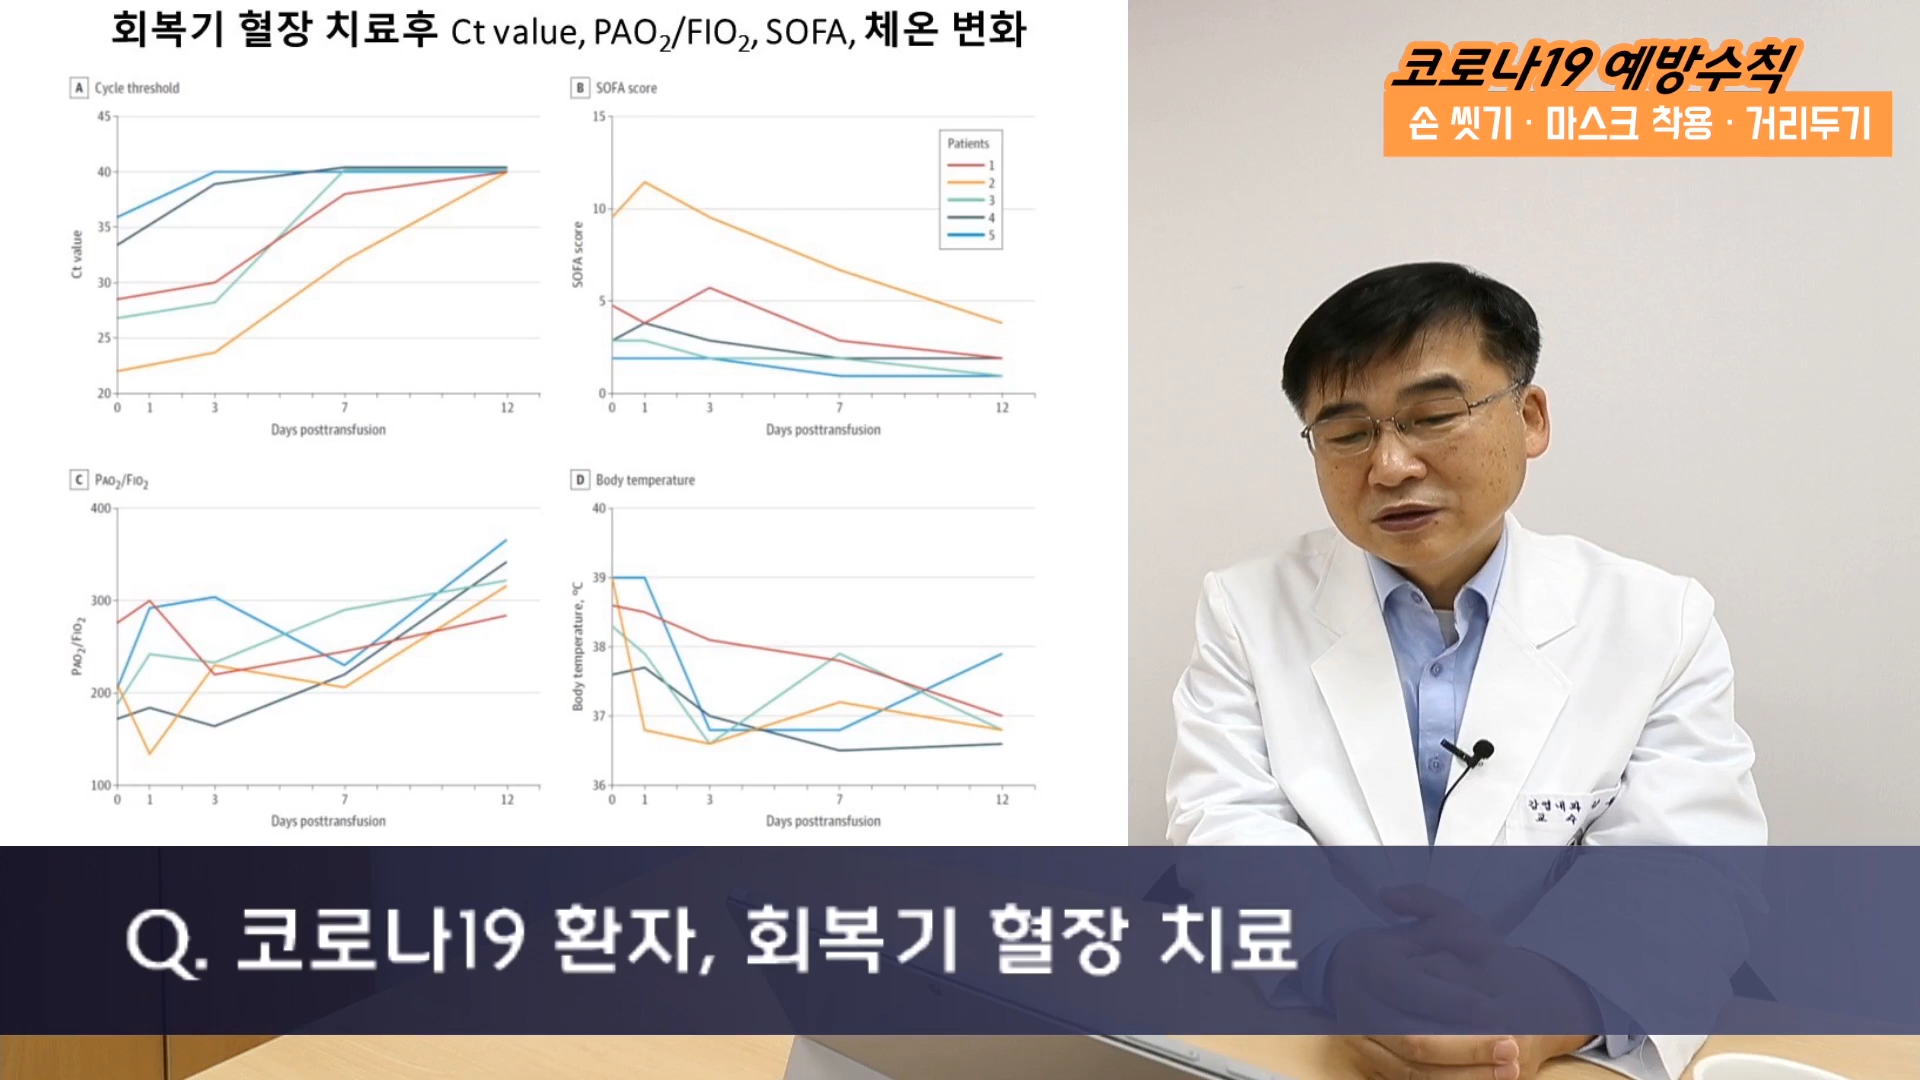 회복기 혈장 치료후 Ct value, PAO₂/FIO₂, SOFA, 체온 변화
코로나19 예방수칙
손 씻기 · 마스크 착용 · 거리두기
A Cycle threshold
45
40
35
30
25
20
Ct value
0 1 3 7 12
Days posttransfusion
B SOFA score
15
10
5
0
SOFA score
Patients
1
2
3
4
5
0 1 3 7 12
Days posttransfusion
C PAO₂/FIO₂
400
300
200
100
PAO₂/FIO₂
0 1 3 7 12
Days posttransfusion
D Body temperature
40
39
38
37
36
Body temperature, °C
0 1 3 7 12
Days posttransfusion
감염내과
교수
Q. 코로나19 환자, 회복기 혈장 치료